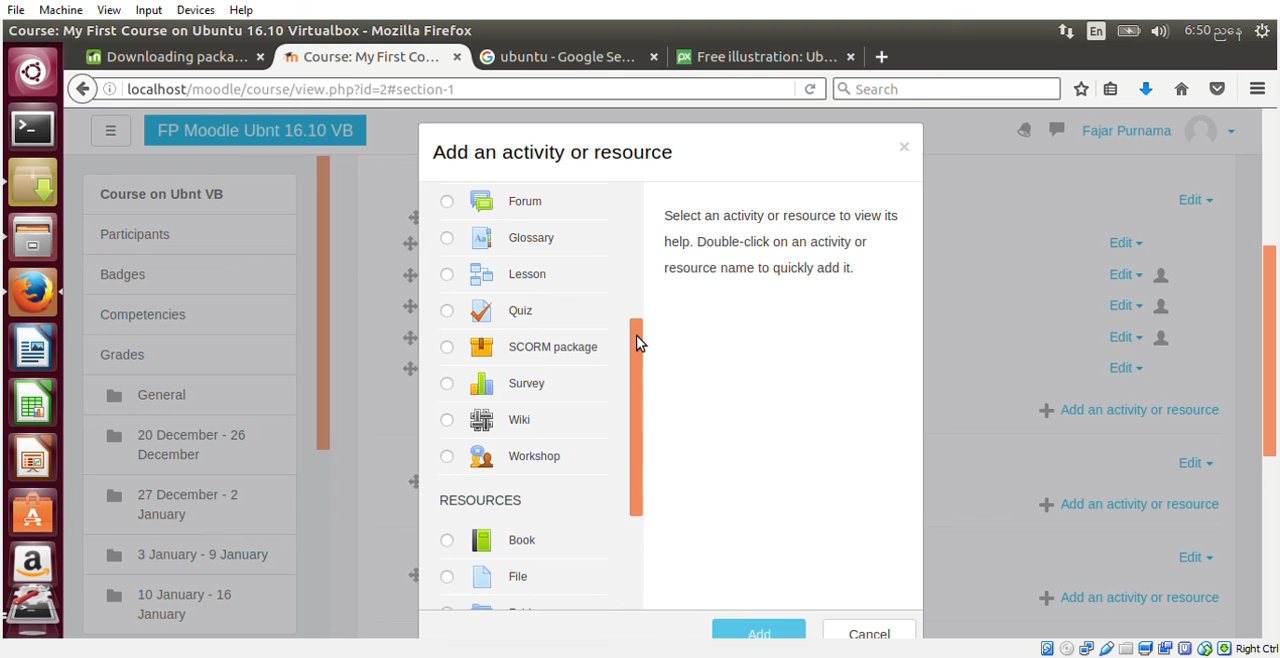 File Machine View Input Devices Help
Course: My First Course on Ubuntu 16.10 Virtualbox - Mozilla Firefox En 6:50 ညနေ
Downloading packa... × Course: My First Co... × ubuntu - Google Se... × Free illustration: Ub... × +
localhost/moodle/course/view.php?id=2#section-1 Search
FP Moodle Ubnt 16.10 VB Fajar Purnama
Add an activity or resource ×
Course on Ubnt VB
Participants
Badges
Competencies
Grades
General
20 December - 26
December
27 December - 2
January
3 January - 9 January
10 January - 16
January
Forum
Glossary
Lesson
Quiz
SCORM package
Survey
Wiki
Workshop
RESOURCES
Book
File
Select an activity or resource to view its
help. Double-click on an activity or
resource name to quickly add it.
Add Cancel
Edit
Edit
Edit
Edit
Edit
Edit
Add an activity or resource
Edit
Add an activity or resource
Edit
Add an activity or resource
Right Ctrl